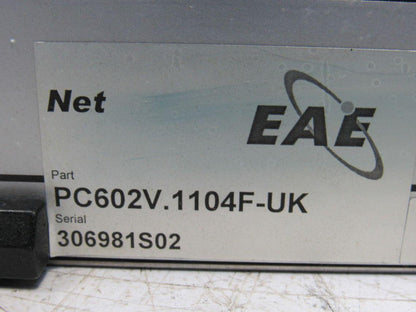 Net
EAE
Part
PC602V.1104F-UK
Serial
306981S02